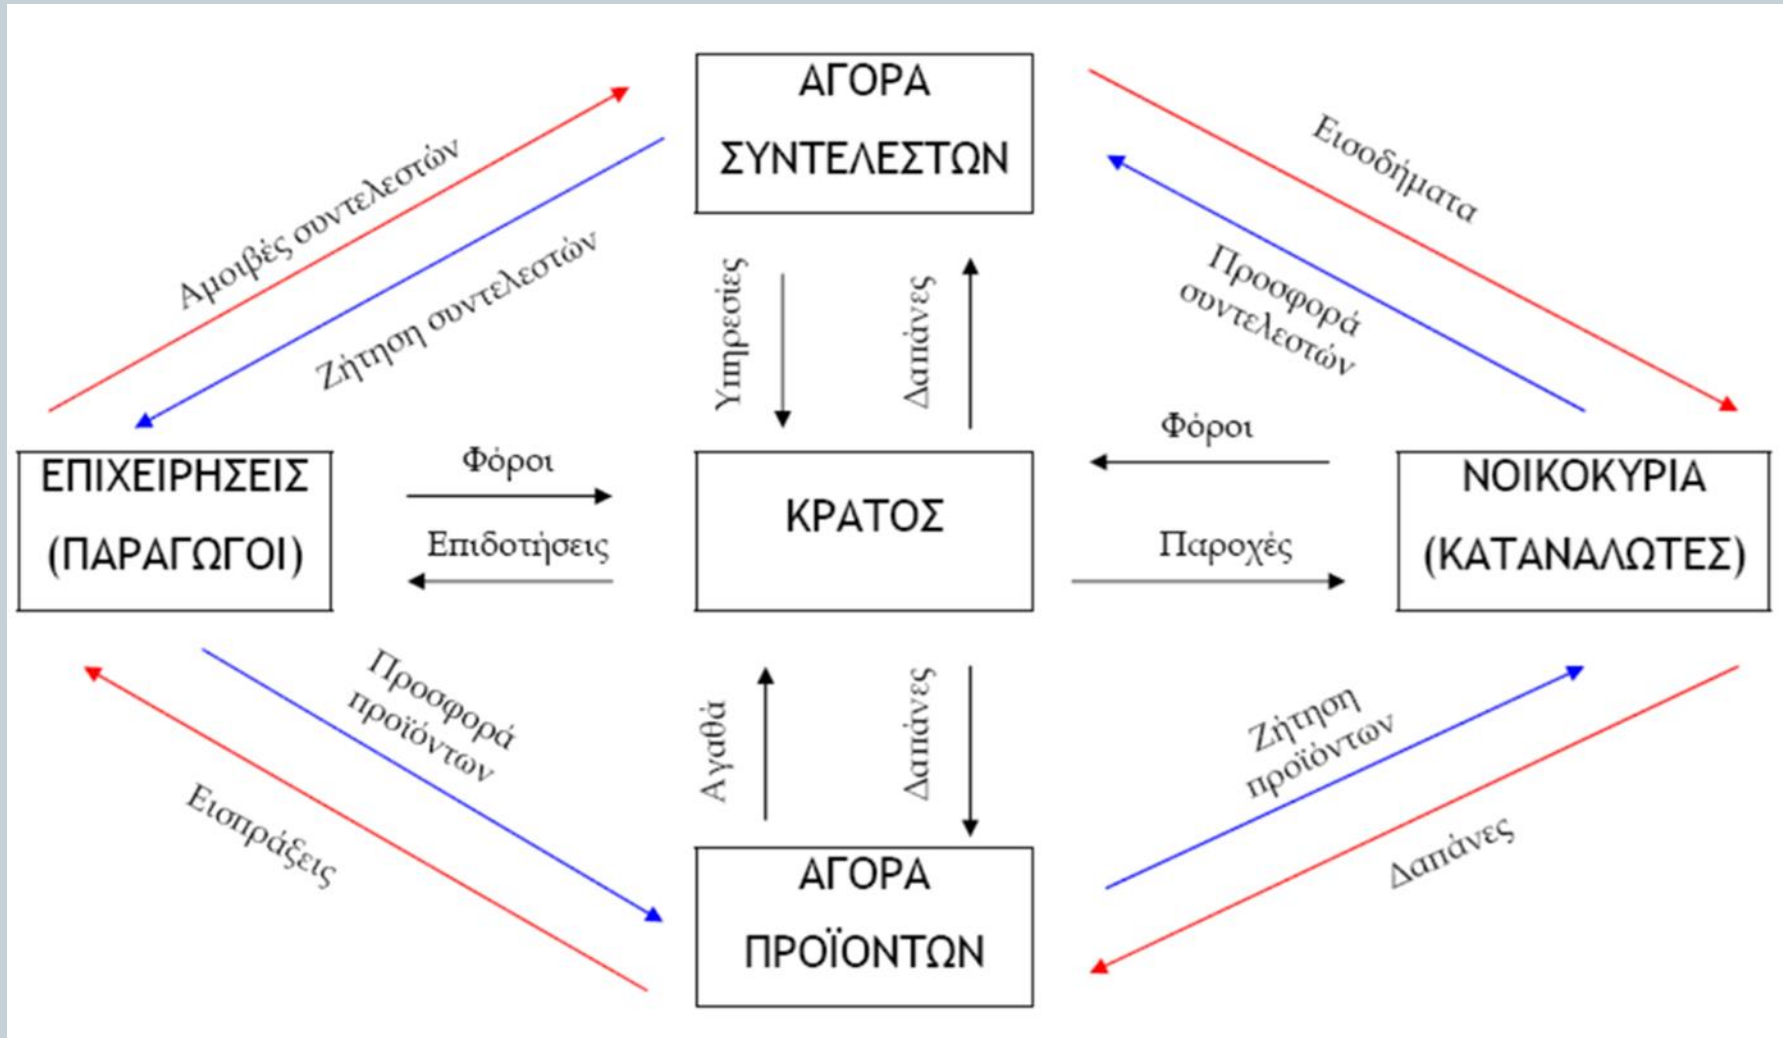 ΑΓΟΡΑ
ΣΥΝΤΕΛΕΣΤΩΝ
Αμοιβές συντελεστών
Ζήτηση συντελεστών
Εισοδήματα
Προσφορά
συντελεστών
Υπηρεσίες
Δαπάνες
ΕΠΙΧΕΙΡΗΣΕΙΣ
(ΠΑΡΑΓΩΓΟΙ)
Φόροι
Επιδοτήσεις
ΚΡΑΤΟΣ
Φόροι
Παροχές
ΝΟΙΚΟΚΥΡΙΑ
(ΚΑΤΑΝΑΛΩΤΕΣ)
Προσφορά
προϊόντων
Εισπράξεις
Αγαθά
Δαπάνες
Ζήτηση
προϊόντων
Δαπάνες
ΑΓΟΡΑ
ΠΡΟΪΟΝΤΩΝ